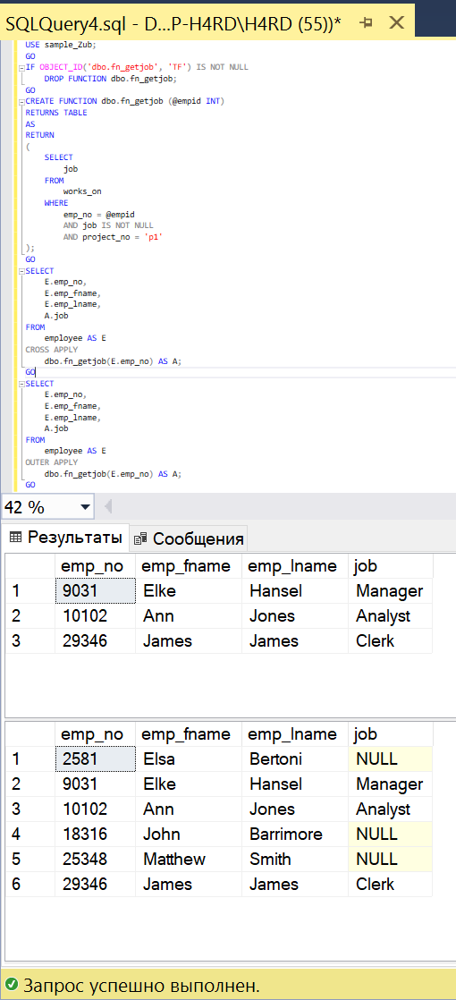 SQLQuery4.sql - D...P-H4RD\H4RD (55))*
USE sample_Zub;
GO
IF OBJECT_ID('dbo.fn_getjob', 'TF') IS NOT NULL
DROP FUNCTION dbo.fn_getjob;
GO
CREATE FUNCTION dbo.fn_getjob (@empid INT)
RETURNS TABLE
AS
RETURN
(
SELECT
job
FROM
works_on
WHERE
emp_no = @empid
AND job IS NOT NULL
AND project_no = 'p1'
);
GO
SELECT
E.emp_no,
E.emp_fname,
E.emp_lname,
A.job
FROM
employee AS E
CROSS APPLY
dbo.fn_getjob(E.emp_no) AS A;
GO
SELECT
E.emp_no,
E.emp_fname,
E.emp_lname,
A.job
FROM
employee AS E
OUTER APPLY
dbo.fn_getjob(E.emp_no) AS A;
GO
42 %
Результаты Сообщения
emp_no emp_fname emp_lname job
1 9031 Elke Hansel Manager
2 10102 Ann Jones Analyst
3 29346 James James Clerk
emp_no emp_fname emp_lname job
1 2581 Elsa Bertoni NULL
2 9031 Elke Hansel Manager
3 10102 Ann Jones Analyst
4 18316 John Barrimore NULL
5 25348 Matthew Smith NULL
6 29346 James James Clerk
Запрос успешно выполнен.